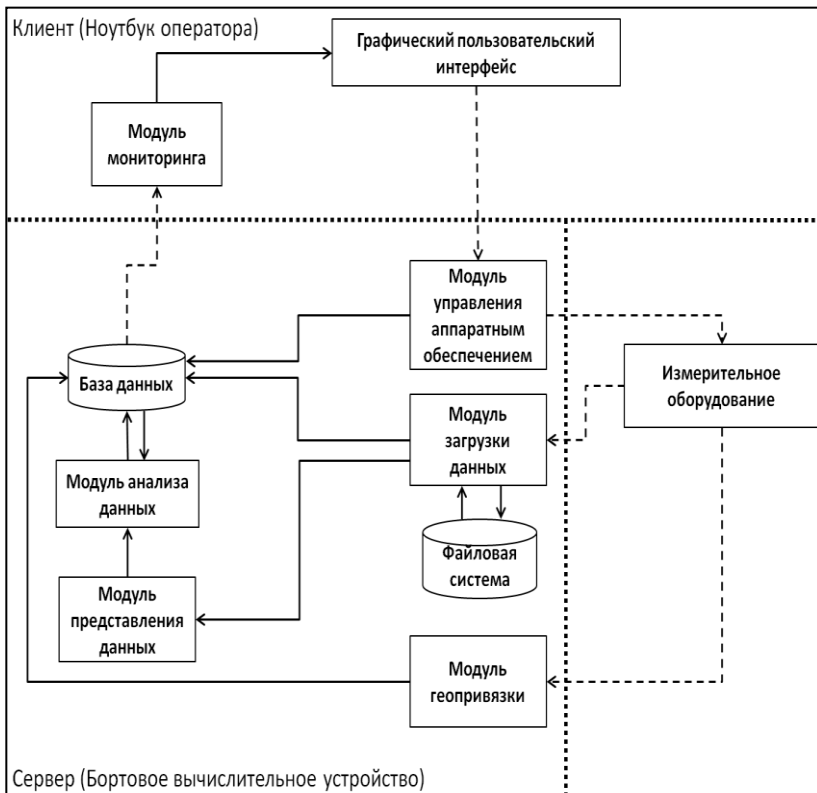 Клиент (Ноутбук оператора)
Графический пользовательский
интерфейс
Модуль
мониторинга
Модуль
управления
аппаратным
обеспечением
База данных
Измерительное
оборудование
Модуль
загрузки
данных
Модуль анализа
данных
Файловая
система
Модуль
представления
данных
Модуль
геопривязки
Сервер (Бортовое вычислительное устройство)